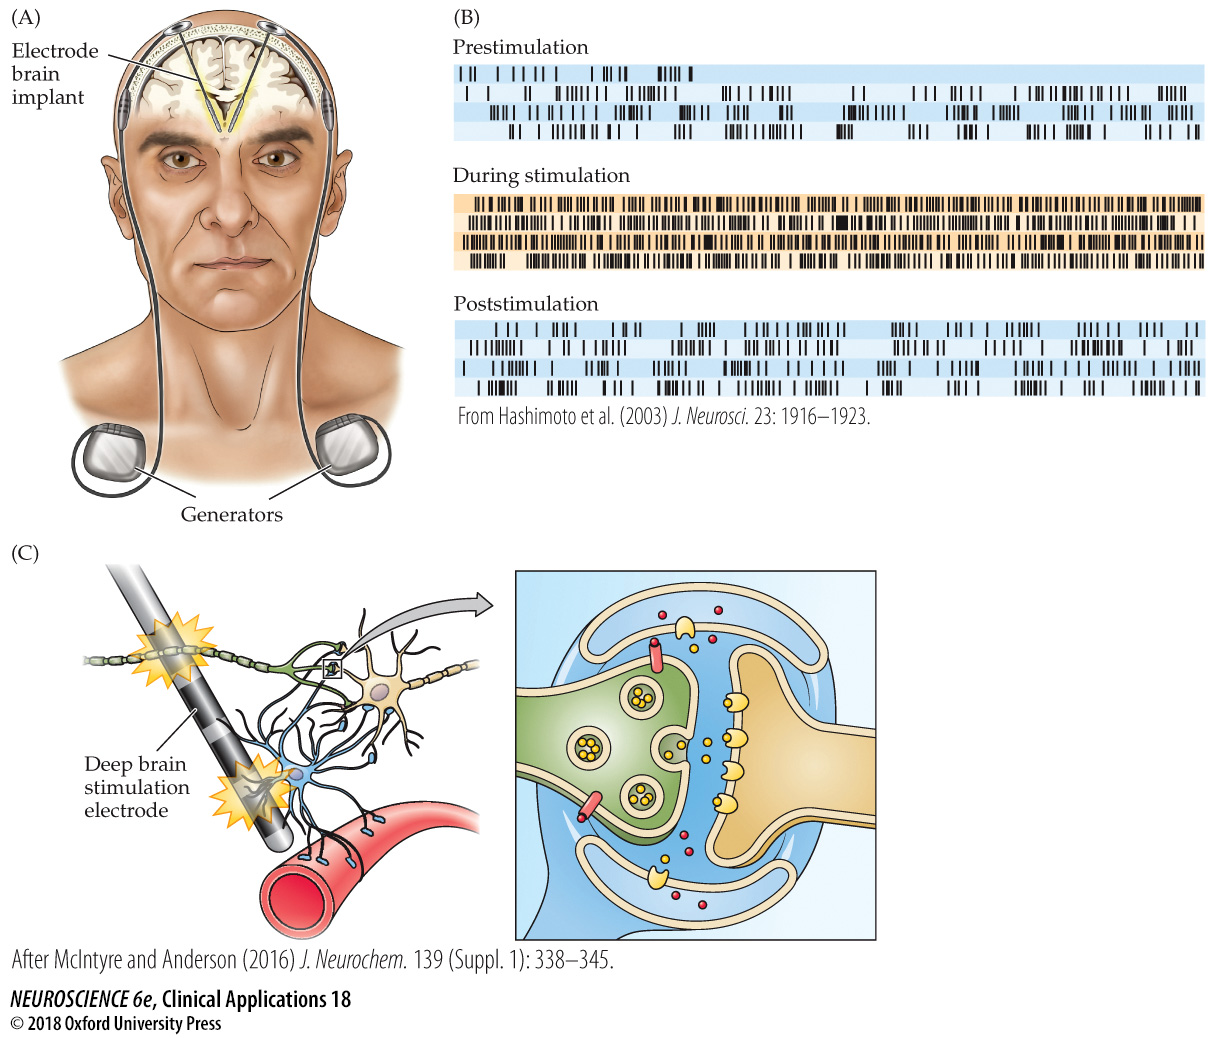 (A)
Electrode
brain
implant
Generators
(B)
Prestimulation
During stimulation
Poststimulation
From Hashimoto et al. (2003) J. Neurosci. 23: 1916–1923.
(C)
Deep brain
stimulation
electrode
After McIntyre and Anderson (2016) J. Neurochem. 139 (Suppl. 1): 338–345.
NEUROSCIENCE 6e, Clinical Applications 18
© 2018 Oxford University Press